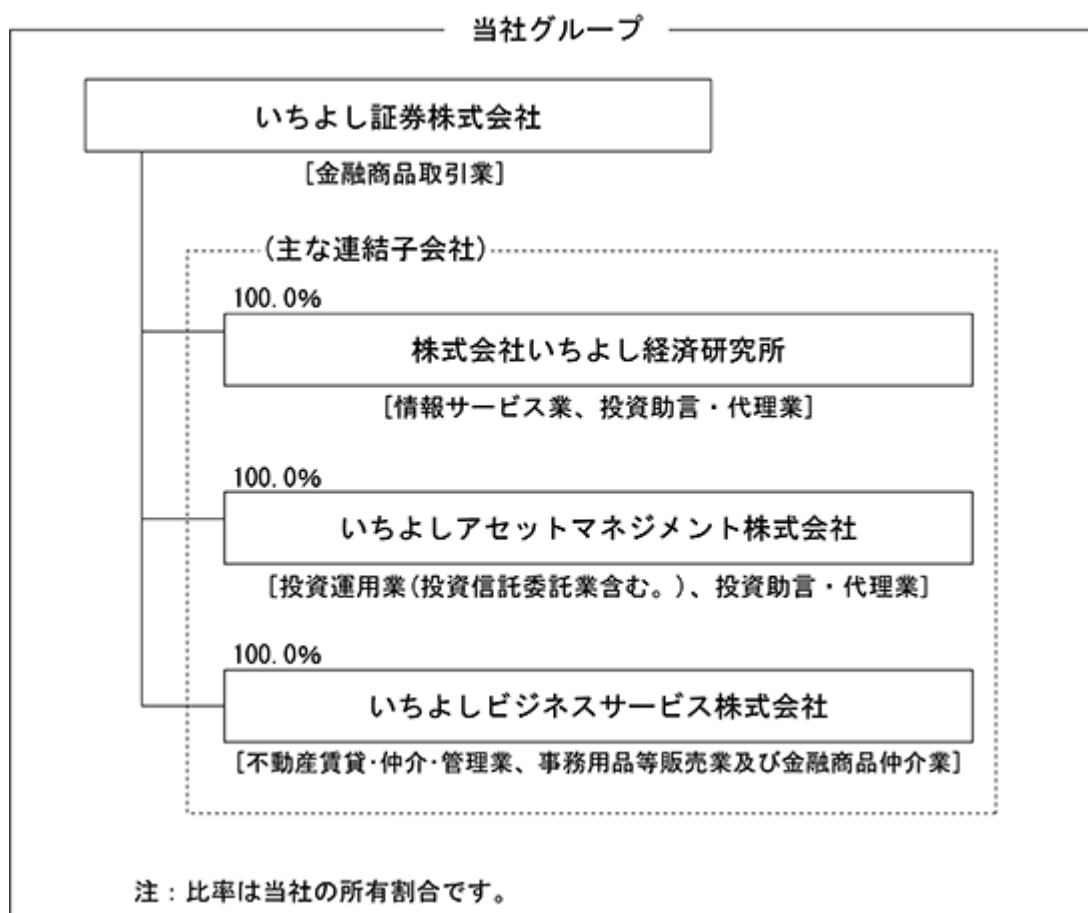 当社グループ
いちよし証券株式会社
[金融商品取引業]
(主な連結子会社)
100.0%
株式会社いちよし経済研究所
[情報サービス業、投資助言・代理業]
100.0%
いちよしアセットマネジメント株式会社
[投資運用業(投資信託委託業含む。)、投資助言・代理業]
100.0%
いちよしビジネスサービス株式会社
[不動産賃貸・仲介・管理業、事務用品等販売業及び金融商品仲介業]
注：比率は当社の所有割合です。